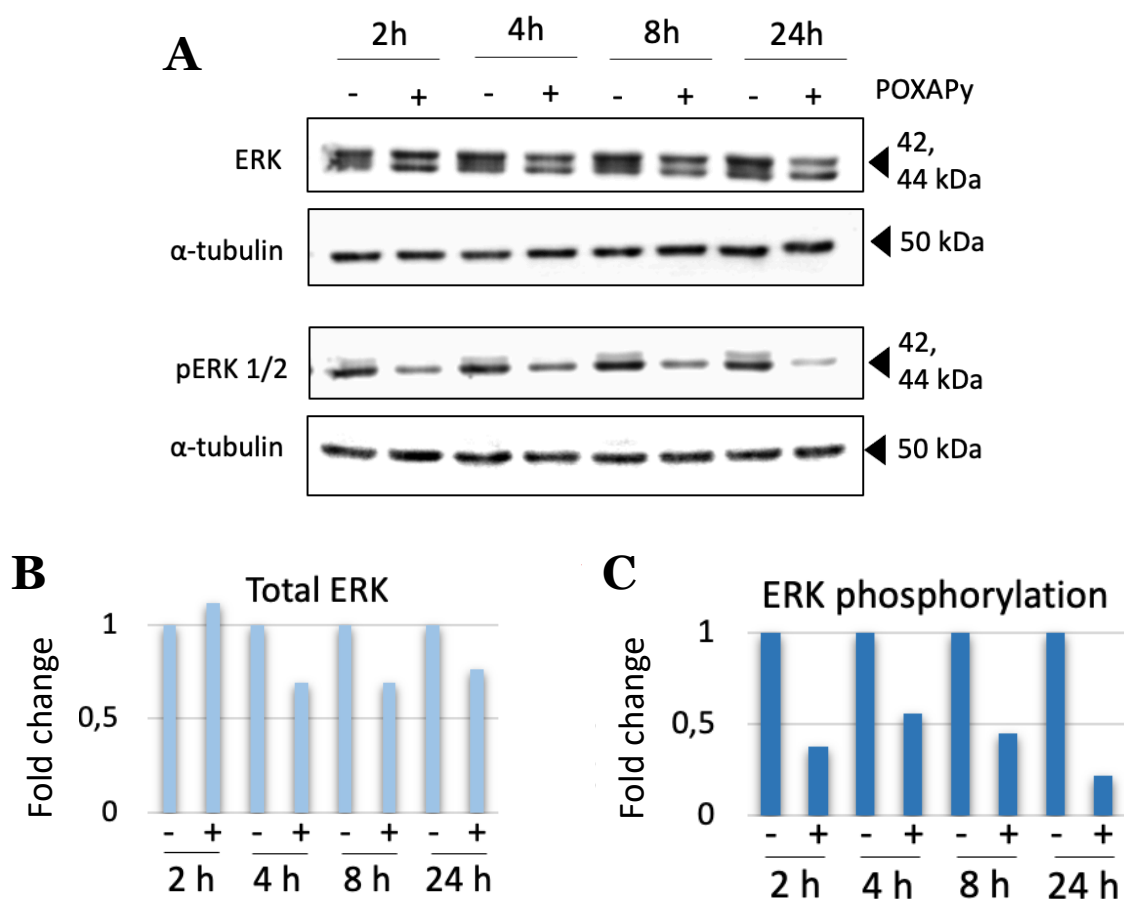 A
2h 4h 8h 24h
- + - + - + - + POXAPy
ERK
42,
44 kDa
α-tubulin
50 kDa
pERK 1/2
42,
44 kDa
α-tubulin
50 kDa
B
Total ERK
Fold change
1
0,5
0
- + - + - + - +
2 h 4 h 8 h 24 h
C
ERK phosphorylation
Fold change
1
0,5
0
- + - + - + - +
2 h 4 h 8 h 24 h